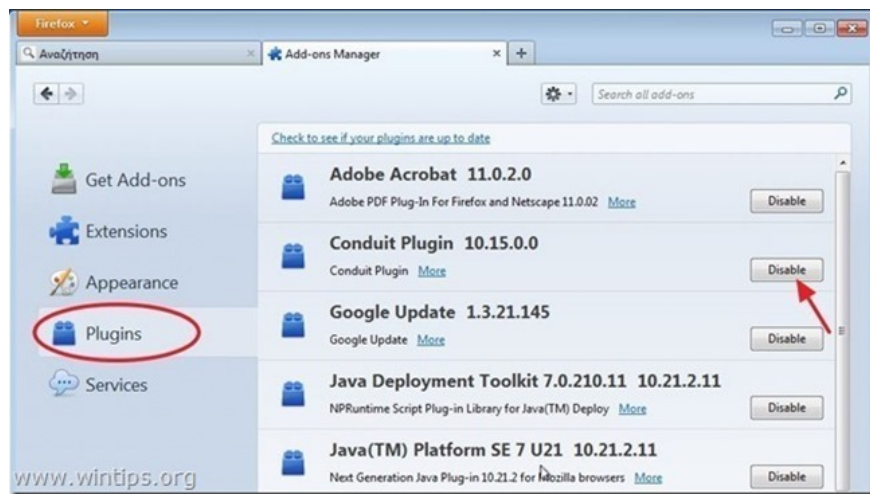 Firefox
Αναζήτηση
Add-ons Manager
Search all add-ons
Check to see if your plugins are up to date
Get Add-ons
Extensions
Appearance
Plugins
Services
Adobe Acrobat 11.0.2.0
Adobe PDF Plug-In For Firefox and Netscape 11.0.02 More
Disable
Conduit Plugin 10.15.0.0
Conduit Plugin More
Disable
Google Update 1.3.21.145
Google Update More
Disable
Java Deployment Toolkit 7.0.210.11 10.21.2.11
NPRuntime Script Plug-in Library for Java(TM) Deploy More
Disable
Java(TM) Platform SE 7 U21 10.21.2.11
Next Generation Java Plug-in 10.21.2 for Mozilla browsers More
Disable
www.wintips.org